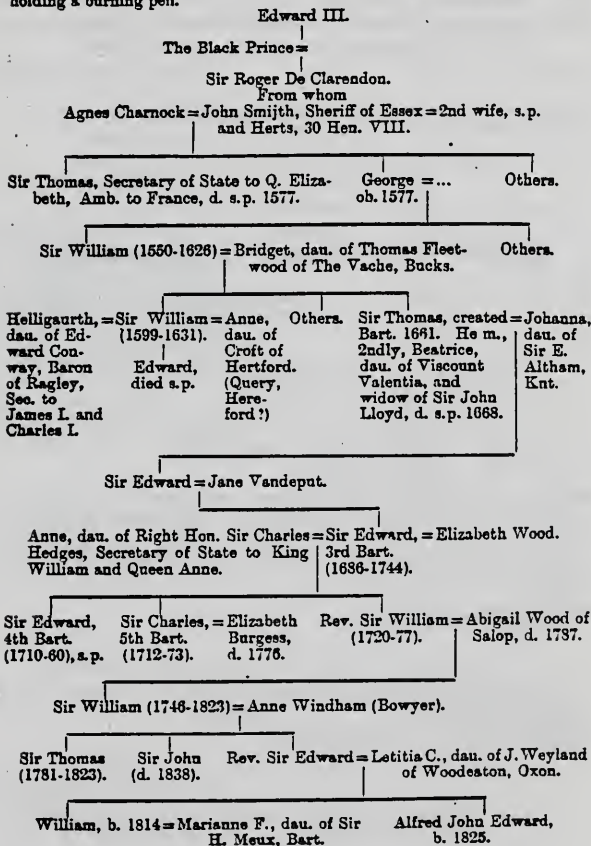 holding a burning pen.
Edward III.
The Black Prince=
Sir Roger De Clarendon.
From whom
Agnes Charnock=John Smijth, Sheriff of Essex=2nd wife, s.p.
and Herts, 30 Hen. VIII.
Sir Thomas, Secretary of State to Q. Eliza-
beth, Amb. to France, d. s.p. 1577.
George =...
ob. 1577.
Others.
Sir William (1550-1626)=Bridget, dau. of Thomas Fleet-
wood of The Vache, Bucks.
Others.
Helligaurth,
dau. of Ed-
ward Con-
way, Baron
of Ragley,
Sec. to
James I. and
Charles I.
=Sir William=
(1599-1631).
Edward,
died s.p.
Anne,
dau. of
Croft of
Hertford.
(Query,
Here-
ford?)
Others.
Sir Thomas, created
Bart. 1661. He m.,
2ndly, Beatrice,
dau. of Viscount
Valentia, and
widow of Sir John
Lloyd, d. s.p. 1668.
=Johanna,
dau. of
Sir E.
Altham,
Knt.
Sir Edward=Jane Vandeput.
Anne, dau. of Right Hon. Sir Charles=Sir Edward, =Elizabeth Wood.
Hedges, Secretary of State to King 3rd Bart.
William and Queen Anne. (1686-1744).
Sir Edward,
4th Bart.
(1710-60), s.p.
Sir Charles, =
5th Bart.
(1712-73).
Elizabeth
Burgess,
d. 1776.
Rev. Sir William=
(1720-77).
Abigail Wood of
Salop, d. 1787.
Sir William (1746-1823)=Anne Windham (Bowyer).
Sir Thomas
(1781-1823).
Sir John
(d. 1838).
Rev. Sir Edward=Letitia C., dau. of J. Weyland
of Woodeaton, Oxon.
William, b. 1814=Marianne F., dau. of Sir
H. Meux, Bart.
Alfred John Edward,
b. 1825.